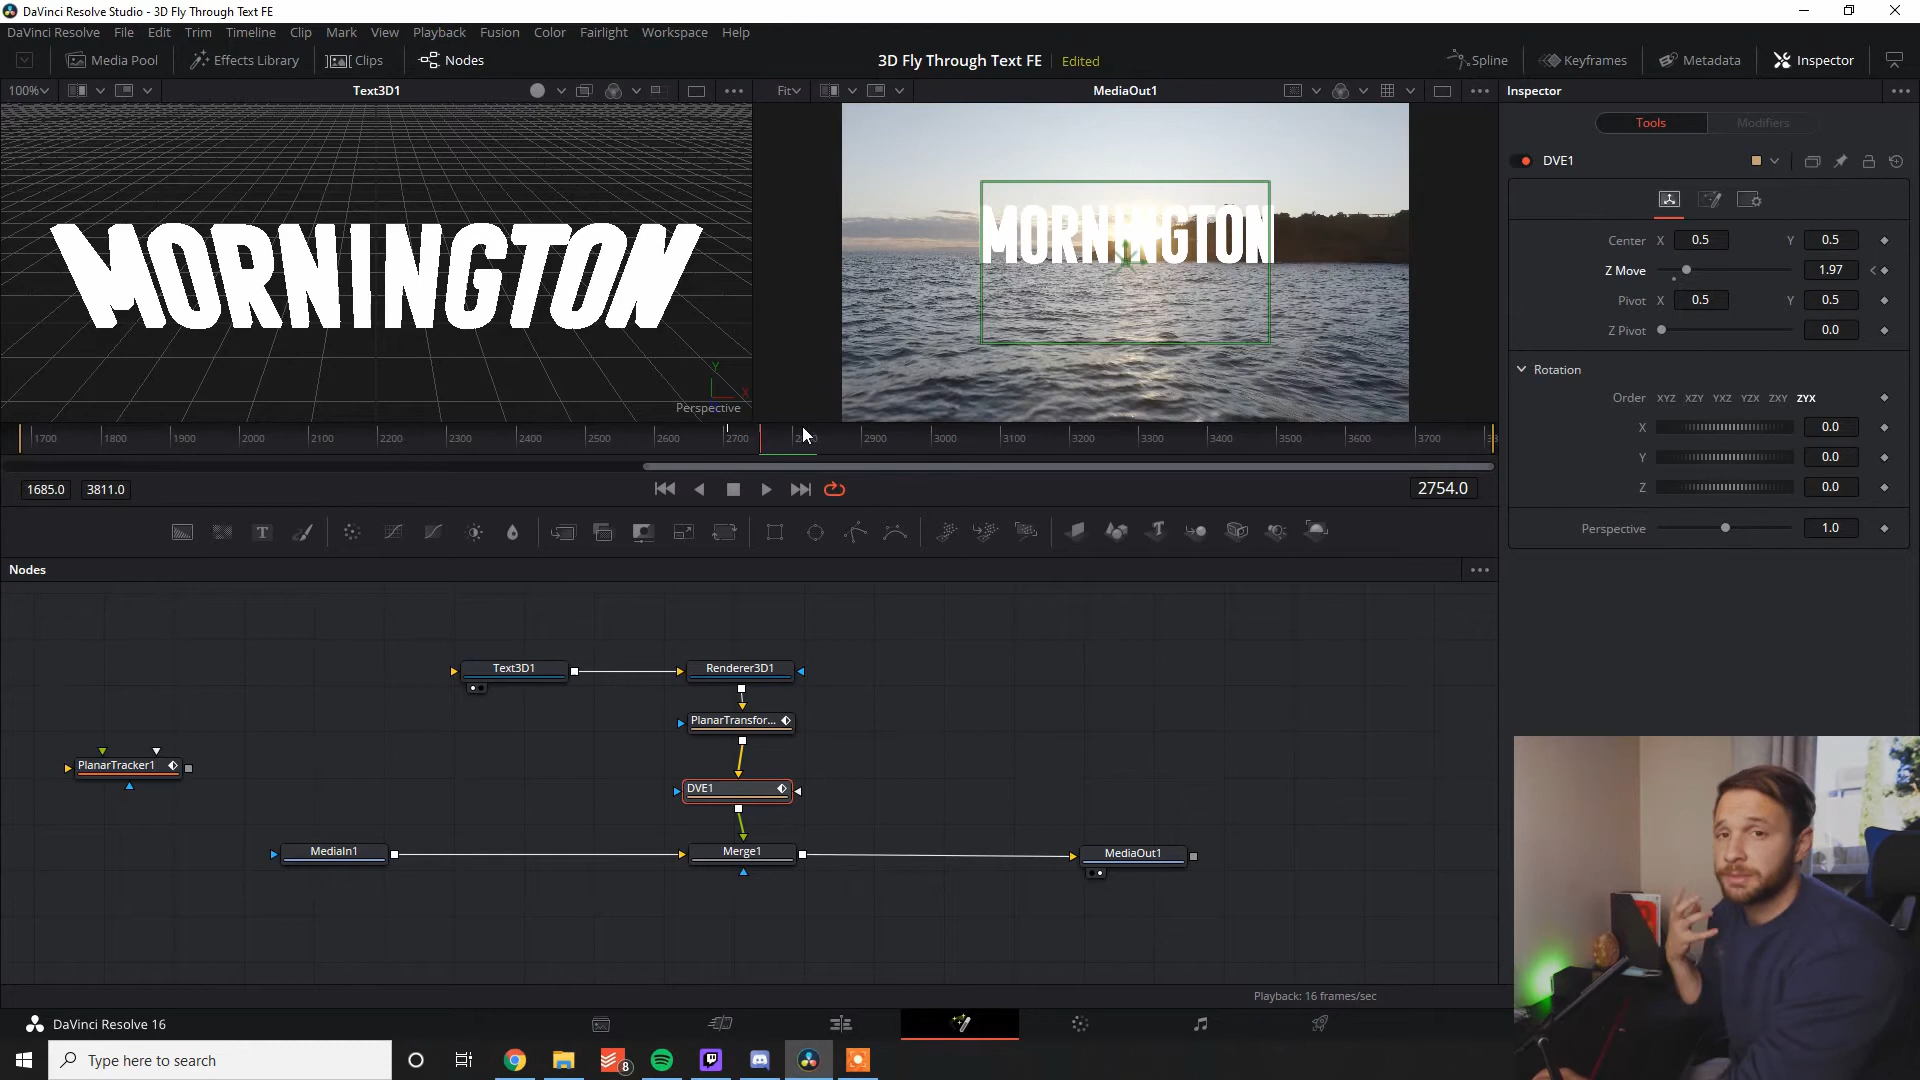 DaVinci Resolve Studio - 3D Fly Through Text FE
DaVinci Resolve File Edit Trim Timeline Clip Mark View Playback Fusion Color Fairlight Workspace Help
Media Pool Effects Library Clips Nodes 3D Fly Through Text FE Edited Spline Keyframes Metadata Inspector
100% Text3D1 Fit MediaOut1 Inspector
Tools Modifiers
DVE1
MORNINGTON
MORNINGTON
Center X 0.5 Y 0.5
Z Move 1.97
Pivot X 0.5 Y 0.5
Z Pivot 0.0
Rotation
Order XYZ XZY YXZ YZX ZXY ZYX
X 0.0
Y 0.0
Z 0.0
Perspective 1.0
Y
X
Perspective
1700 1800 1900 2000 2100 2200 2300 2400 2500 2600 2700 2900 3000 3100 3200 3300 3400 3500 3600 3700
1685.0 3811.0 2754.0
Nodes
Text3D1 Renderer3D1
PlanarTransfor...
PlanarTracker1
DVE1
MediaIn1 Merge1 MediaOut1
Playback: 16 frames/sec
DaVinci Resolve 16
Type here to search
8